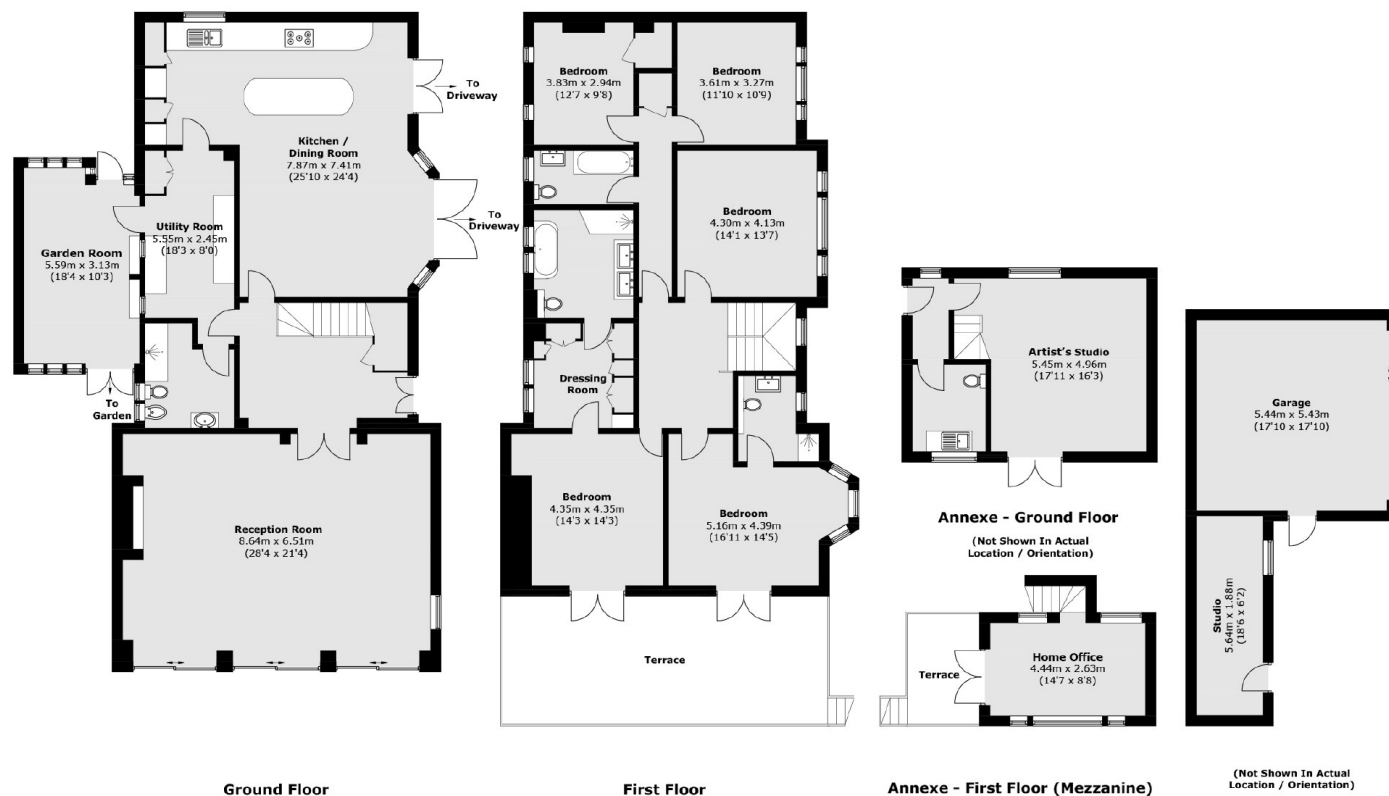 Kitchen /
Dining Room
7.87m x 7.41m
(25'10 x 24'4)
To
Driveway
To
Driveway
Utility Room
5.55m x 2.45m
(18'3 x 8'0)
Garden Room
5.59m x 3.13m
(18'4 x 10'3)
To
Garden
Reception Room
8.64m x 6.51m
(28'4 x 21'4)
Ground Floor
Bedroom
3.83m x 2.94m
(12'7 x 9'8)
Bedroom
3.61m x 3.27m
(11'10 x 10'9)
Bedroom
4.30m x 4.13m
(14'1 x 13'7)
Dressing
Room
Bedroom
4.35m x 4.35m
(14'3 x 14'3)
Bedroom
5.16m x 4.39m
(16'11 x 14'5)
Terrace
First Floor
Artist's Studio
5.45m x 4.96m
(17'11 x 16'3)
Annexe - Ground Floor
(Not Shown In Actual
Location / Orientation)
Terrace
Home Office
4.44m x 2.63m
(14'7 x 8'8)
Annexe - First Floor (Mezzanine)
Garage
5.44m x 5.43m
(17'10 x 17'10)
Studio
5.64m x 1.88m
(18'6 x 6'2)
(Not Shown In Actual
Location / Orientation)